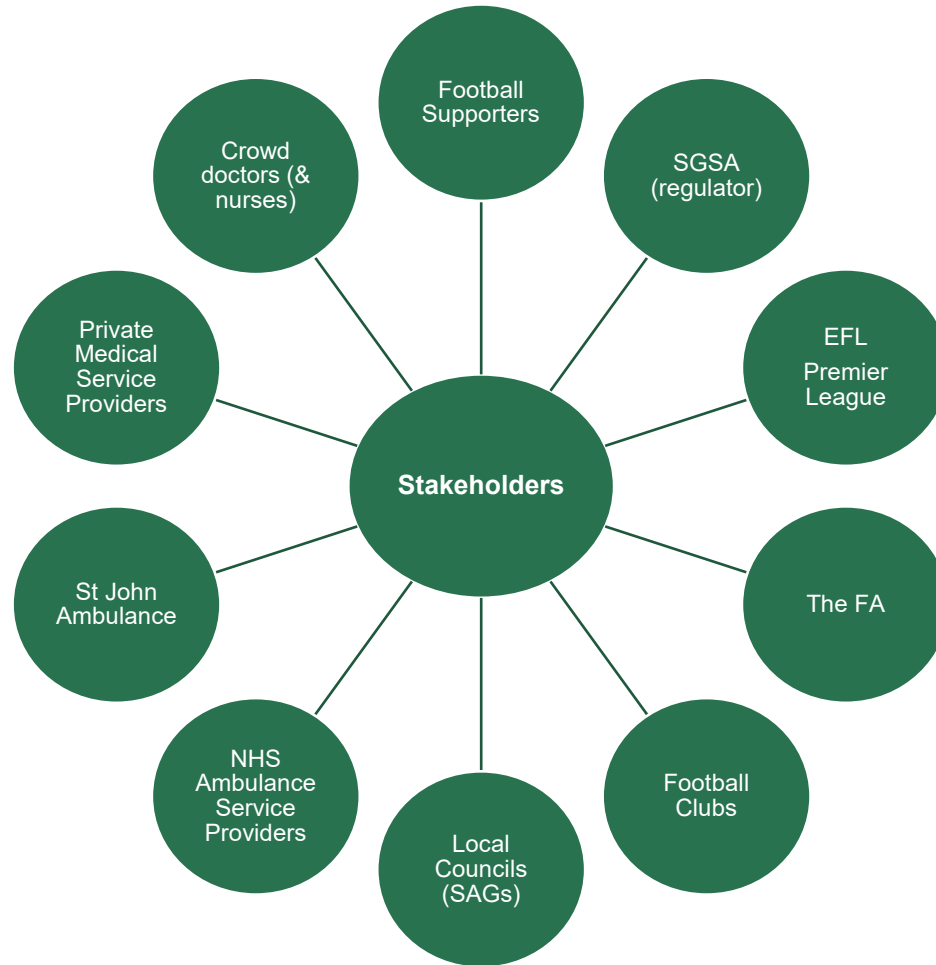 Football
Supporters
SGSA
(regulator)
EFL
Premier
League
The FA
Football
Clubs
Local
Councils
(SAGs)
NHS
Ambulance
Service
Providers
St John
Ambulance
Private
Medical
Service
Providers
Crowd
doctors (&
nurses)
Stakeholders